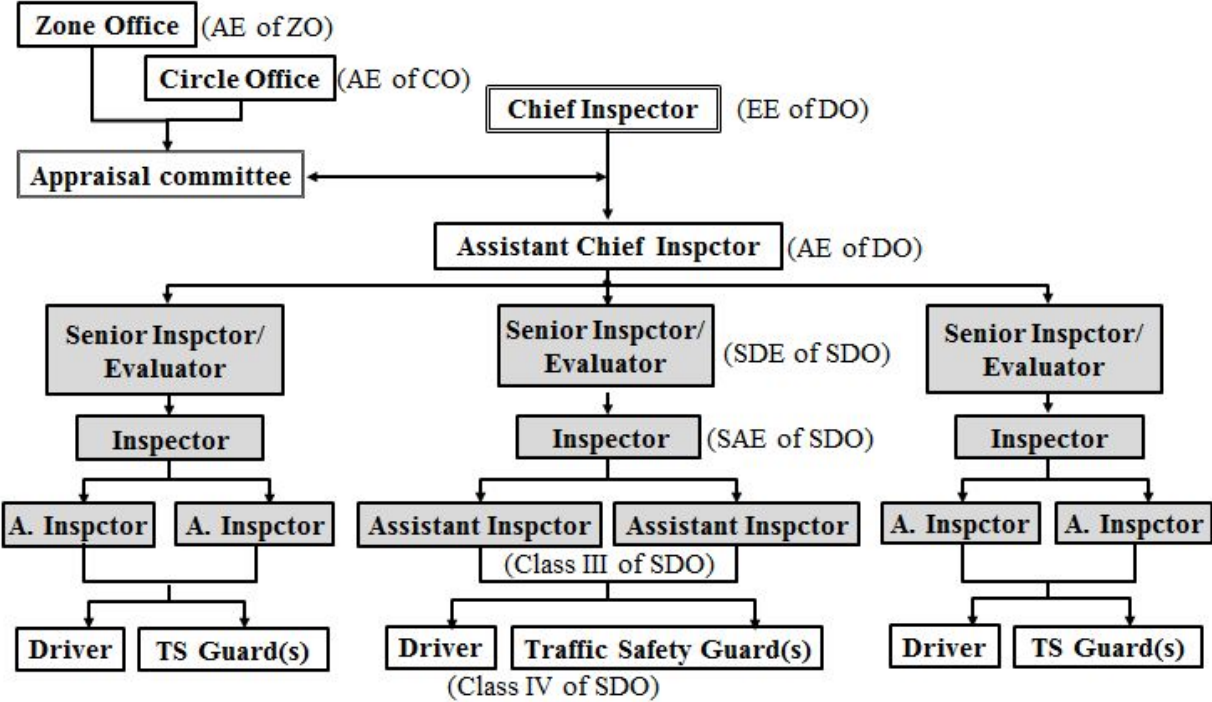 Zone Office (AE of ZO)
Circle Office (AE of CO)
Chief Inspector (EE of DO)
Appraisal committee
Assistant Chief Inspctor (AE of DO)
Senior Inspctor/
Evaluator
Senior Inspctor/
Evaluator
(SDE of SDO)
Senior Inspctor/
Evaluator
Inspector
Inspector
(SAE of SDO)
Inspector
A. Inspctor
A. Inspctor
Assistant Inspctor
Assistant Inspctor
A. Inspctor
A. Inspctor
(Class III of SDO)
Driver
TS Guard(s)
Driver
Traffic Safety Guard(s)
Driver
TS Guard(s)
(Class IV of SDO)